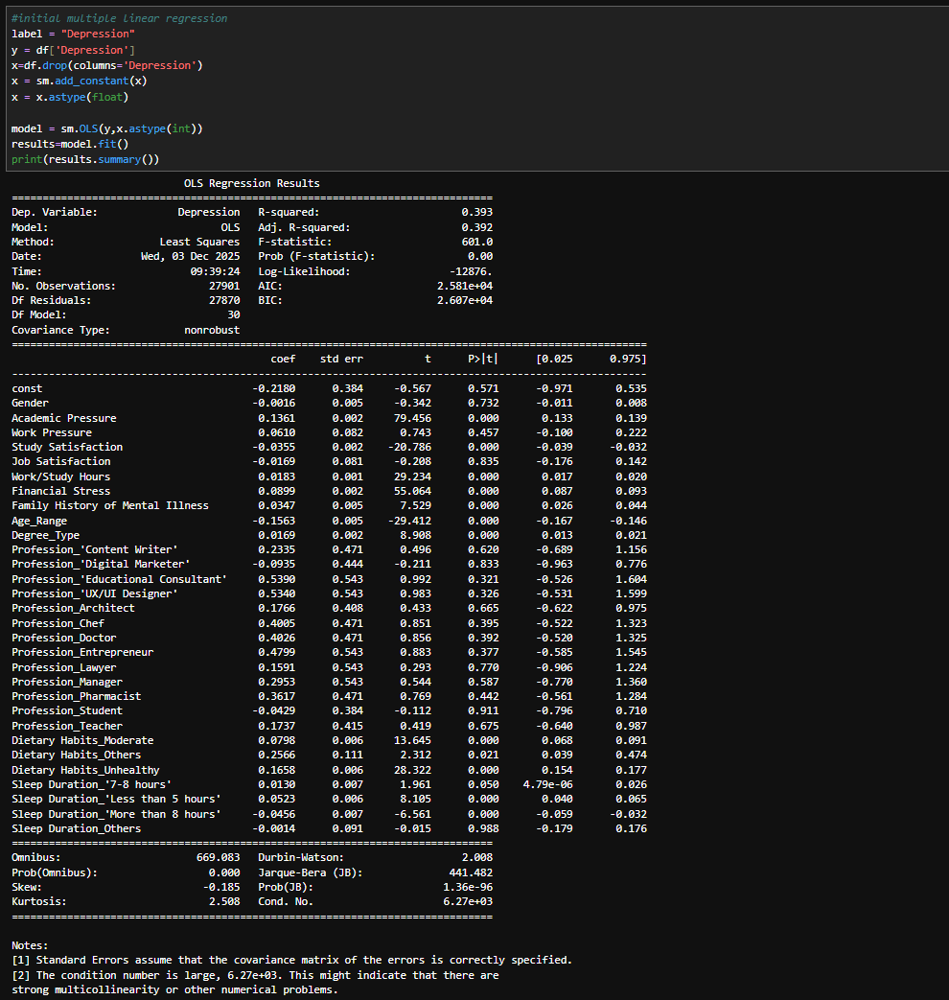 #initial multiple linear regression
label = "Depression"
y = df['Depression']
x=df.drop(columns='Depression')
x = sm.add_constant(x)
x = x.astype(float)
model = sm.OLS(y,x.astype(int))
results=model.fit()
print(results.summary())
OLS Regression Results
==============================================================================
Dep. Variable: Depression R-squared: 0.393
Model: OLS Adj. R-squared: 0.392
Method: Least Squares F-statistic: 601.0
Date: Wed, 03 Dec 2025 Prob (F-statistic): 0.00
Time: 09:39:24 Log-Likelihood: -12876.
No. Observations: 27901 AIC: 2.581e+04
Df Residuals: 27870 BIC: 2.607e+04
Df Model: 30
Covariance Type: nonrobust
==============================================================================
coef std err t P>|t| [0.025 0.975]
------------------------------------------------------------------------------
const -0.2180 0.384 -0.567 0.571 -0.971 0.535
Gender -0.0016 0.005 -0.342 0.732 -0.011 0.008
Academic Pressure 0.1361 0.002 79.456 0.000 0.133 0.139
Work Pressure 0.0610 0.082 0.743 0.457 -0.100 0.222
Study Satisfaction -0.0355 0.002 -20.786 0.000 -0.039 -0.032
Job Satisfaction -0.0169 0.081 -0.208 0.835 -0.176 0.142
Work/Study Hours 0.0183 0.001 29.234 0.000 0.017 0.020
Financial Stress 0.0899 0.002 55.064 0.000 0.087 0.093
Family History of Mental Illness 0.0347 0.005 7.529 0.000 0.026 0.044
Age_Range -0.1563 0.005 -29.412 0.000 -0.167 -0.146
Degree_Type 0.0169 0.002 8.908 0.000 0.013 0.021
Profession_'Content Writer' 0.2335 0.471 0.496 0.620 -0.689 1.156
Profession_'Digital Marketer' -0.0935 0.444 -0.211 0.833 -0.963 0.776
Profession_'Educational Consultant' 0.5390 0.543 0.992 0.321 -0.526 1.604
Profession_'UX/UI Designer' 0.5340 0.543 0.983 0.326 -0.531 1.599
Profession_Architect 0.1766 0.408 0.433 0.665 -0.622 0.975
Profession_Chef 0.4005 0.471 0.851 0.395 -0.522 1.323
Profession_Doctor 0.4026 0.471 0.856 0.392 -0.520 1.325
Profession_Entrepreneur 0.4799 0.543 0.883 0.377 -0.585 1.545
Profession_Lawyer 0.1591 0.543 0.293 0.770 -0.906 1.224
Profession_Manager 0.2953 0.543 0.544 0.587 -0.770 1.360
Profession_Pharmacist 0.3617 0.471 0.769 0.442 -0.561 1.284
Profession_Student -0.0429 0.384 -0.112 0.911 -0.796 0.710
Profession_Teacher 0.1737 0.415 0.419 0.675 -0.640 0.987
Dietary Habits_Moderate 0.0798 0.006 13.645 0.000 0.068 0.091
Dietary Habits_Others 0.2566 0.111 2.312 0.021 0.039 0.474
Dietary Habits_Unhealthy 0.1658 0.006 28.322 0.000 0.154 0.177
Sleep Duration_'7-8 hours' 0.0130 0.007 1.961 0.050 4.79e-06 0.026
Sleep Duration_'Less than 5 hours' 0.0523 0.006 8.105 0.000 0.040 0.065
Sleep Duration_'More than 8 hours' -0.0456 0.007 -6.561 0.000 -0.059 -0.032
Sleep Duration_Others -0.0014 0.091 -0.015 0.988 -0.179 0.176
==============================================================================
Omnibus: 669.083 Durbin-Watson: 2.008
Prob(Omnibus): 0.000 Jarque-Bera (JB): 441.482
Skew: -0.185 Prob(JB): 1.36e-96
Kurtosis: 2.508 Cond. No. 6.27e+03
==============================================================================
Notes:
[1] Standard Errors assume that the covariance matrix of the errors is correctly specified.
[2] The condition number is large, 6.27e+03. This might indicate that there are
strong multicollinearity or other numerical problems.